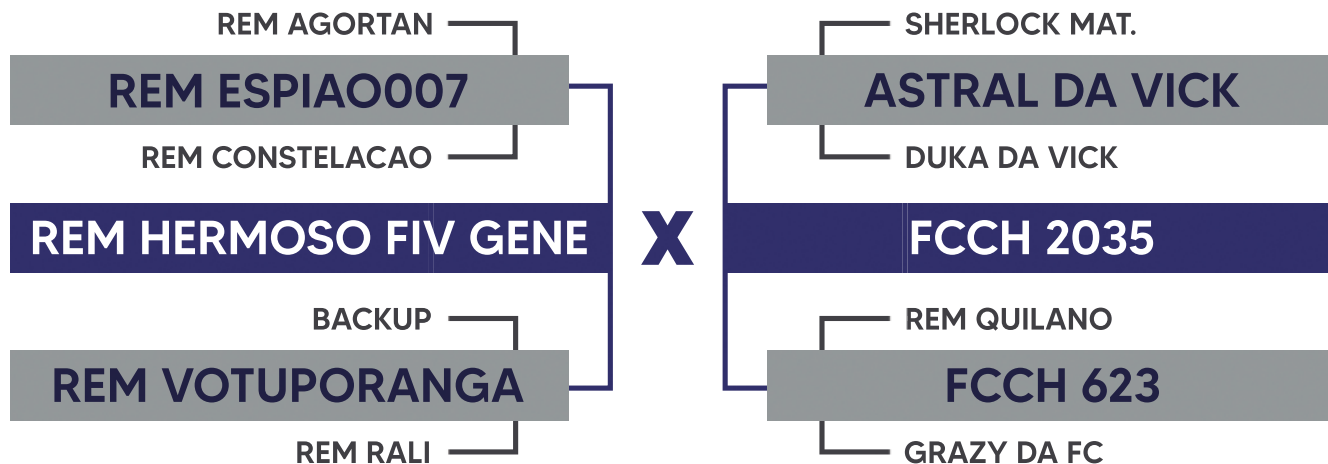 REM AGORTAN
SHERLOCK MAT.
REM ESPIAO007
ASTRAL DA VICK
REM CONSTELACAO
DUKA DA VICK
REM HERMOSO FIV GENE
X
FCCH 2035
BACKUP
REM QUILANO
REM VOTUPORANGA
FCCH 623
REM RALI
GRAZY DA FC